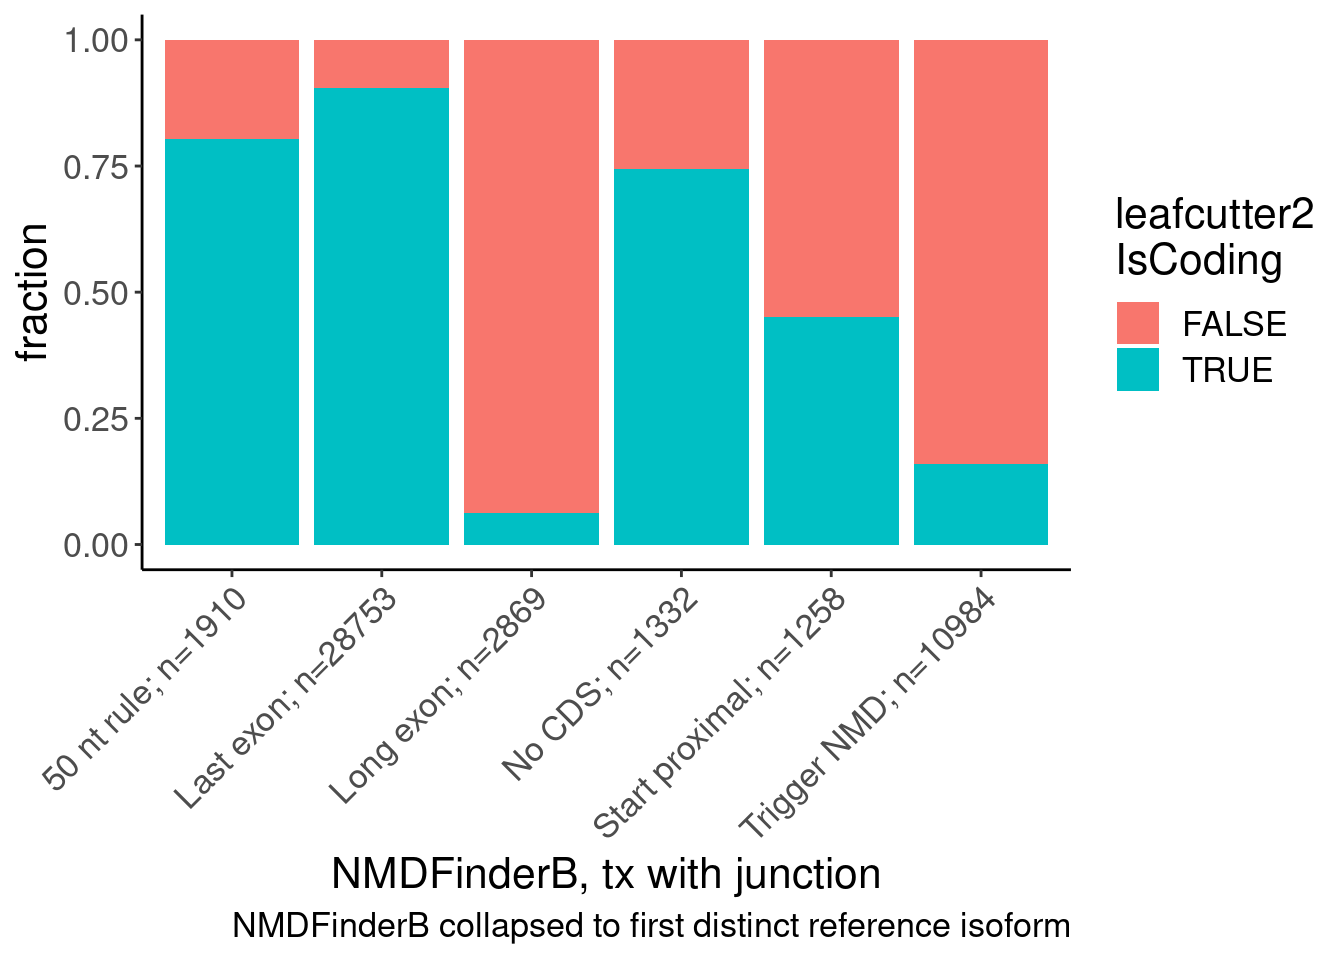 1.00
0.75
0.50
0.25
0.00
fraction
50 nt rule; n=1910
Last exon; n=28753
Long exon; n=2869
No CDS; n=1332
Start proximal; n=1258
Trigger NMD; n=10984
NMDFinderB, tx with junction
NMDFinderB collapsed to first distinct reference isoform
leafcutter2
IsCoding
FALSE
TRUE